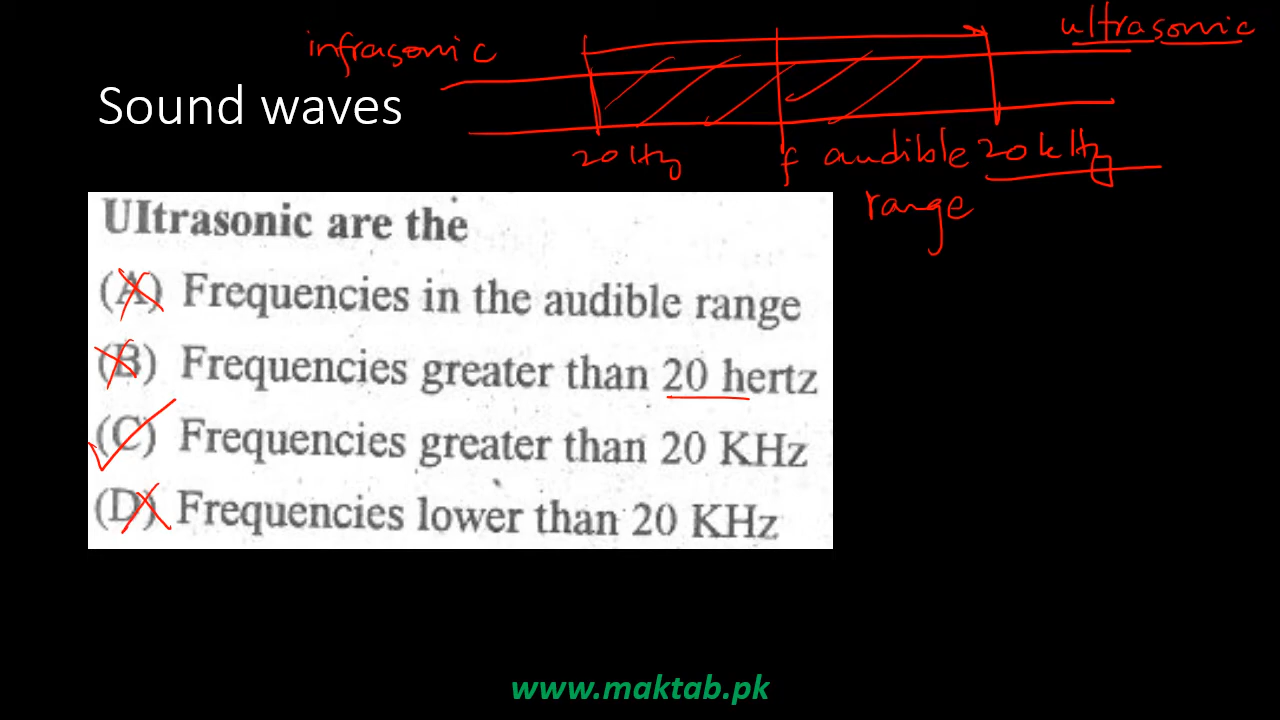 infrasonic
ultrasonic
Sound waves
20 Hz
f
audible
20 kHz
range
UItrasonic are the
(A) Frequencies in the audible range
(B) Frequencies greater than 20 hertz
(C) Frequencies greater than 20 KHz
(D) Frequencies lower than 20 KHz
www.maktab.pk